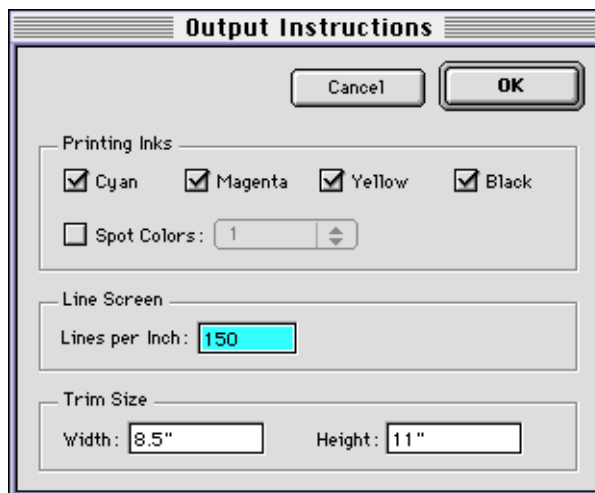 Output Instructions
Cancel OK
Printing Inks
Cyan Magenta Yellow Black
Spot Colors: 1
Line Screen
Lines per Inch: 150
Trim Size
Width: 8.5" Height: 11"